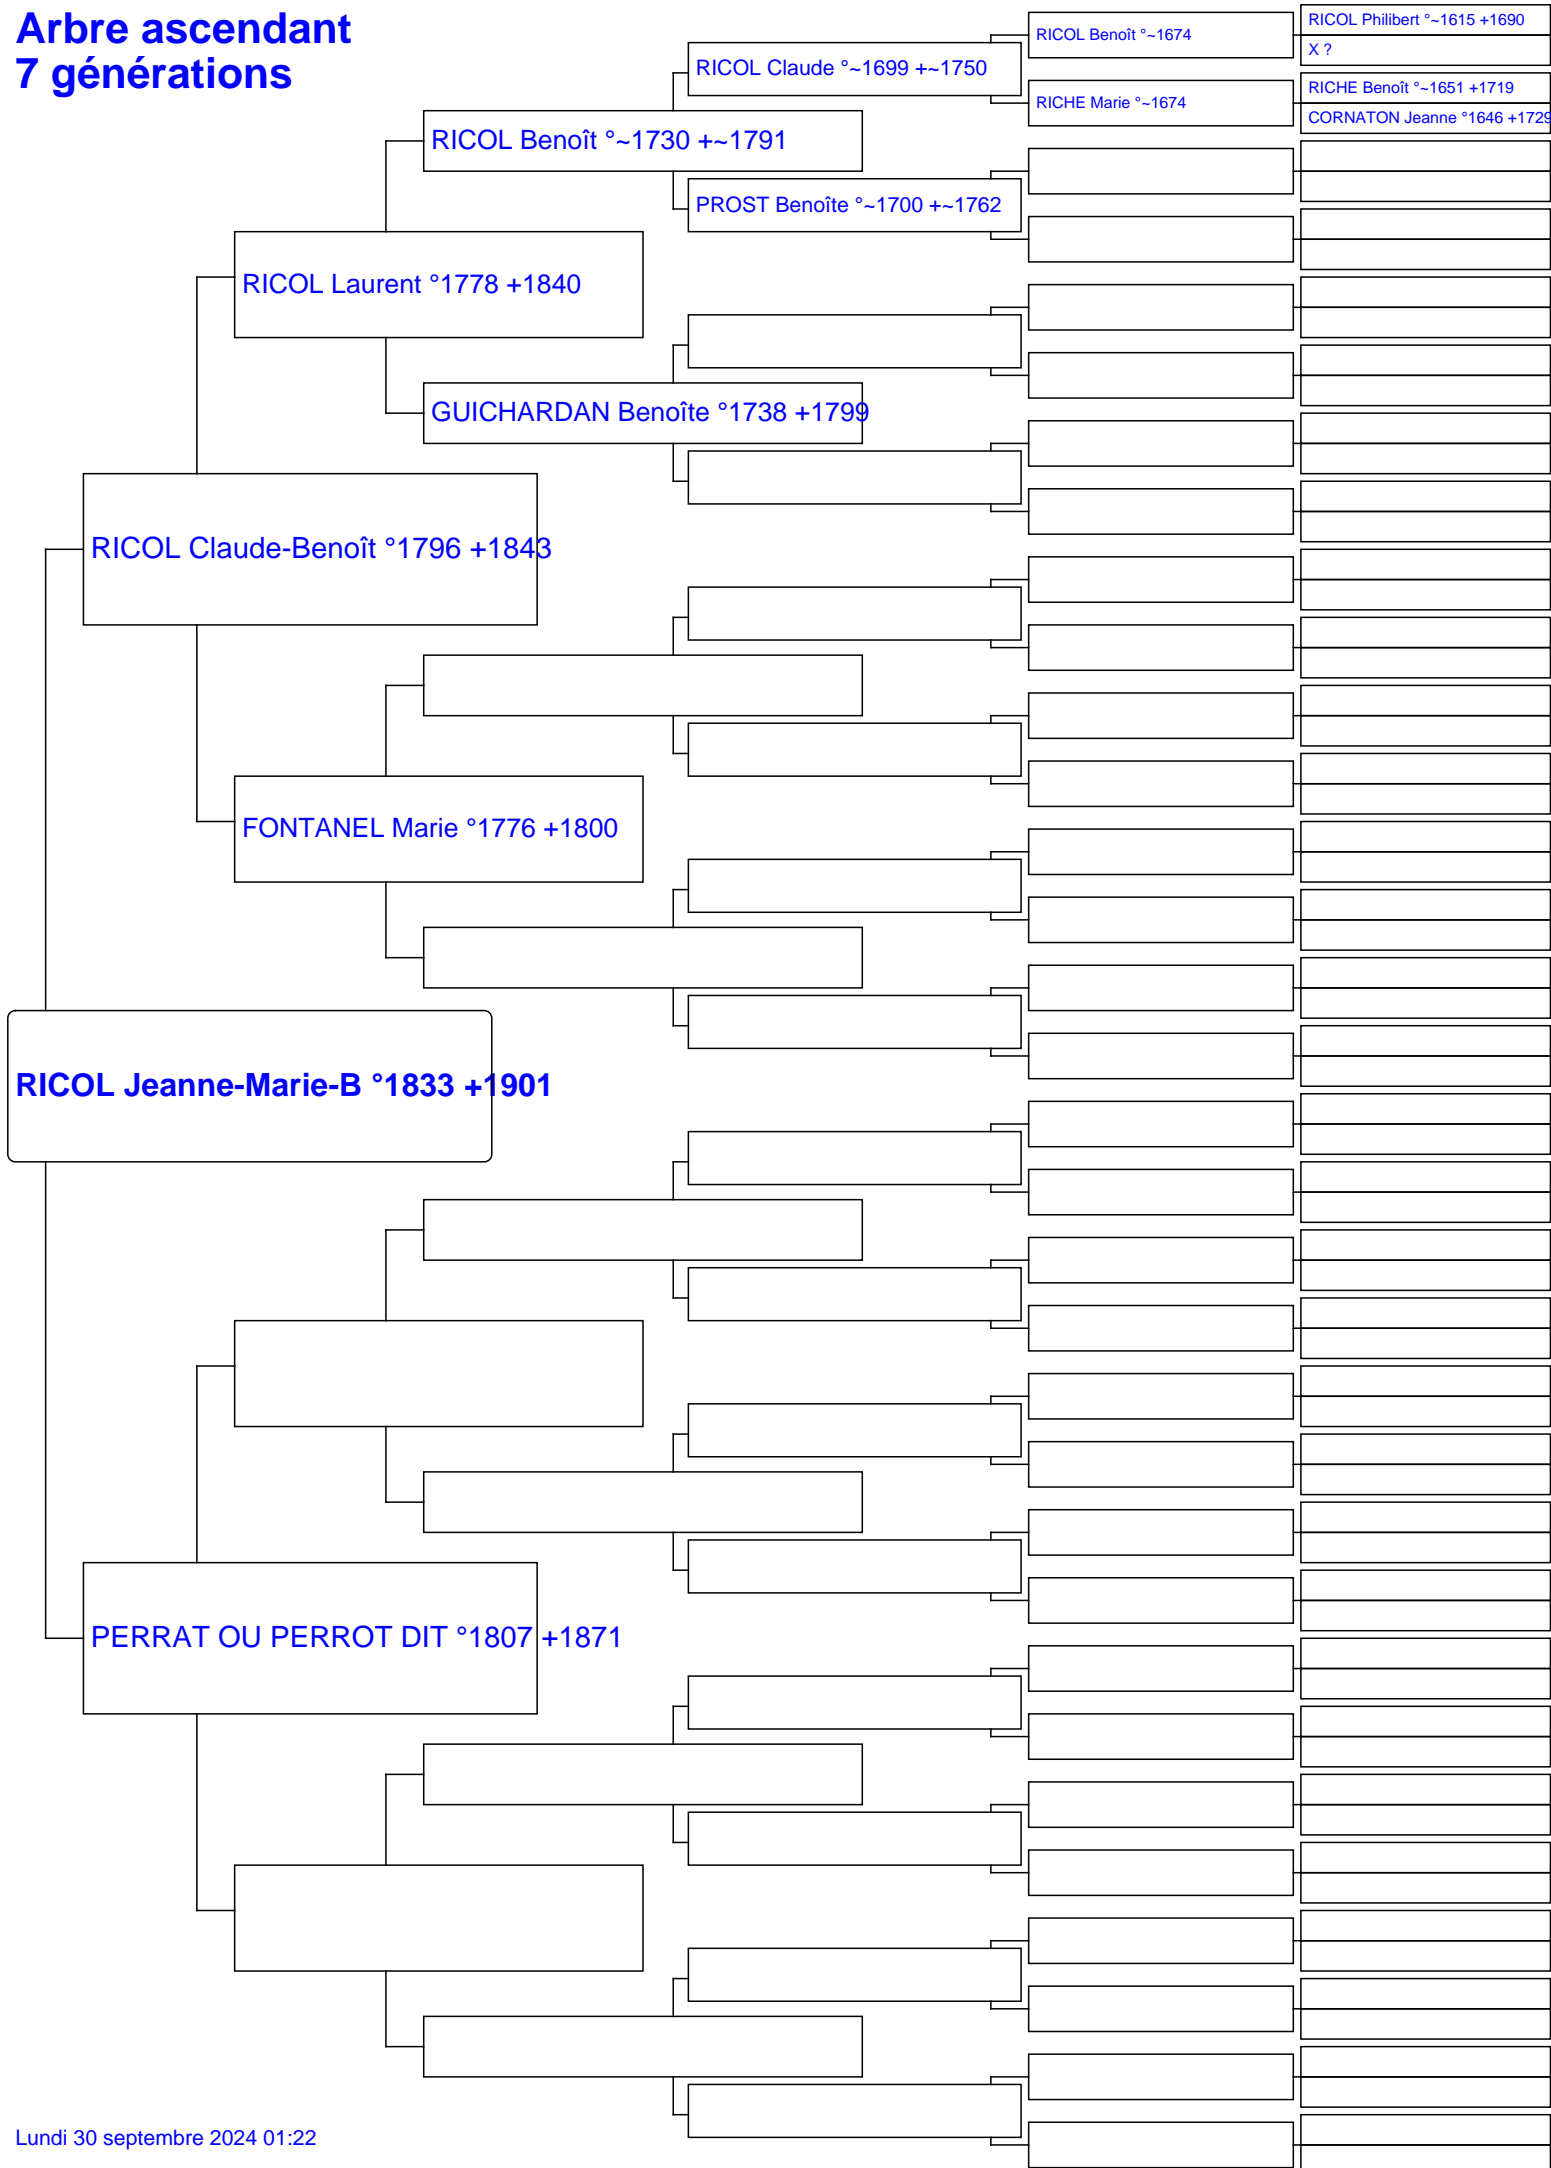 Arbre ascendant
7 générations
RICOL Philibert °~1615 +1690
RICOL Benoît °~1674
X ?
RICOL Claude °~1699 +~1750
RICHE Benoît °~1651 +1719
RICHE Marie °~1674
CORNATON Jeanne °1646 +1729
RICOL Benoît °~1730 +~1791
PROST Benoîte °~1700 +~1762
RICOL Laurent °1778 +1840
GUICHARDAN Benoîte °1738 +1799
RICOL Claude-Benoît °1796 +1843
FONTANEL Marie °1776 +1800
RICOL Jeanne-Marie-B °1833 +1901
PERRAT OU PERROT DIT °1807 +1871
Lundi 30 septembre 2024 01:22